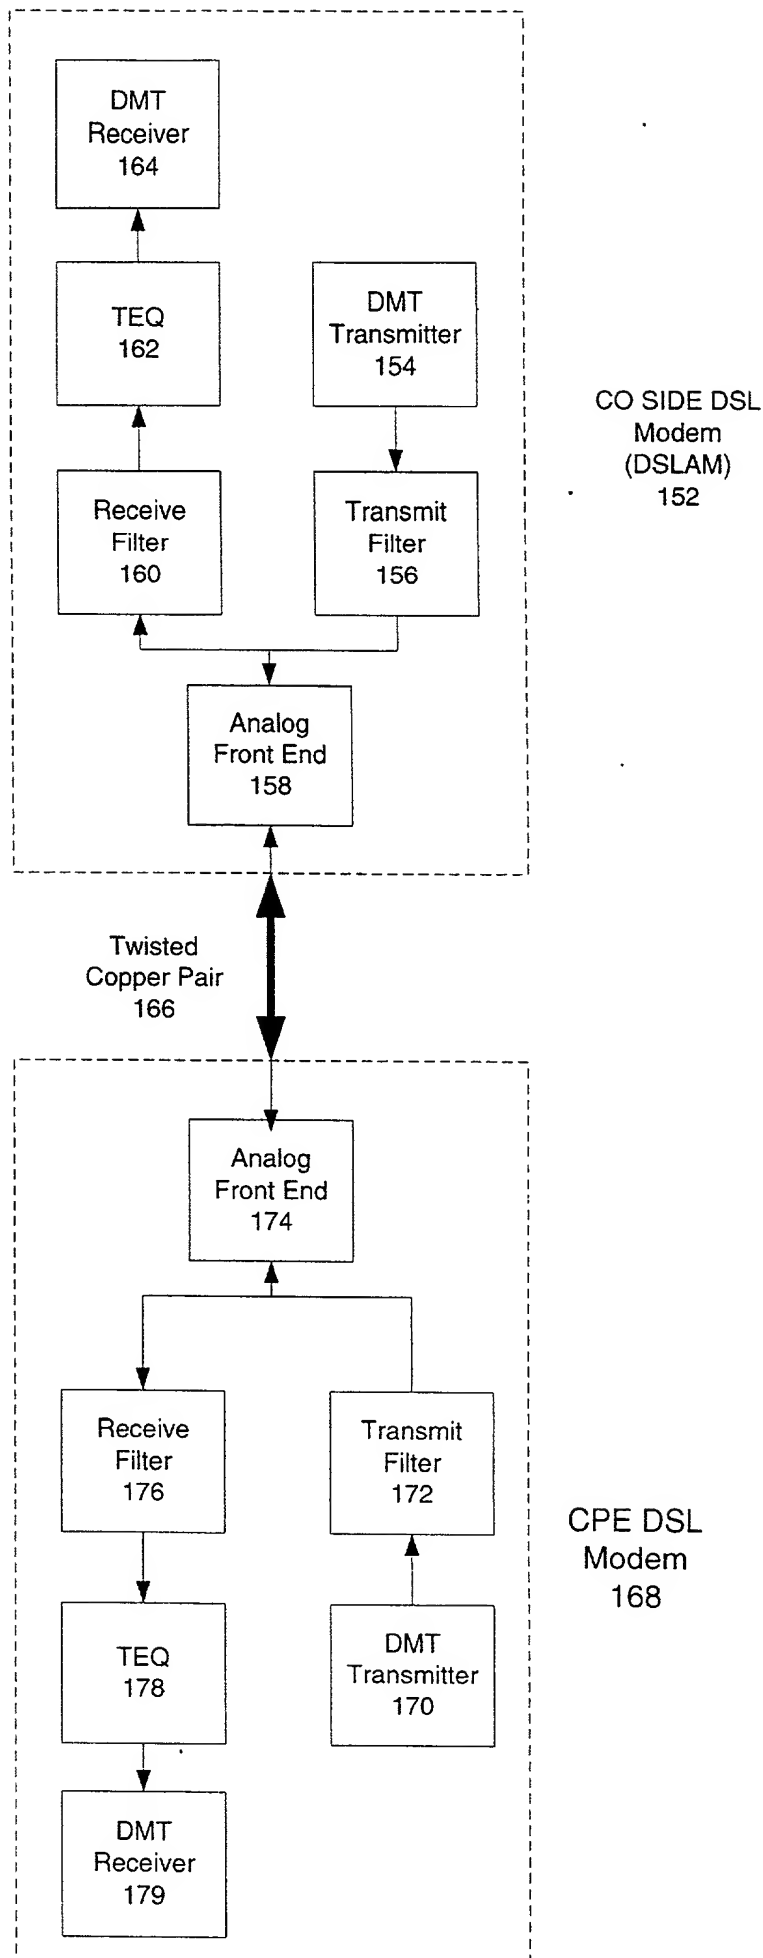 DMT
Receiver
164
TEQ
162
DMT
Transmitter
154
Receive
Filter
160
Transmit
Filter
156
Analog
Front End
158
CO SIDE DSL
Modem
(DSLAM)
152
Twisted
Copper Pair
166
Analog
Front End
174
Receive
Filter
176
Transmit
Filter
172
TEQ
178
DMT
Transmitter
170
DMT
Receiver
179
CPE DSL
Modem
168